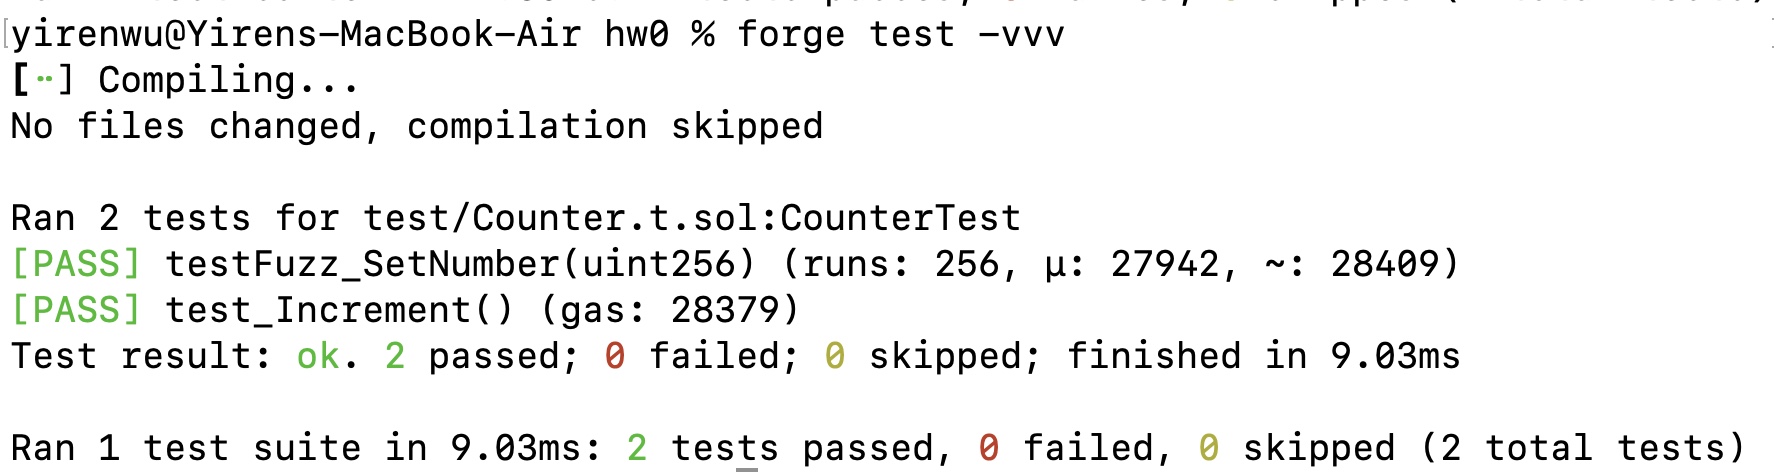 yirenwu@Yirens-MacBook-Air hw0 % forge test -vvv
[⠒] Compiling...
No files changed, compilation skipped
Ran 2 tests for test/Counter.t.sol:CounterTest
[PASS] testFuzz_SetNumber(uint256) (runs: 256, μ: 27942, ~: 28409)
[PASS] test_Increment() (gas: 28379)
Test result: ok. 2 passed; 0 failed; 0 skipped; finished in 9.03ms
Ran 1 test suite in 9.03ms: 2 tests passed, 0 failed, 0 skipped (2 total tests)